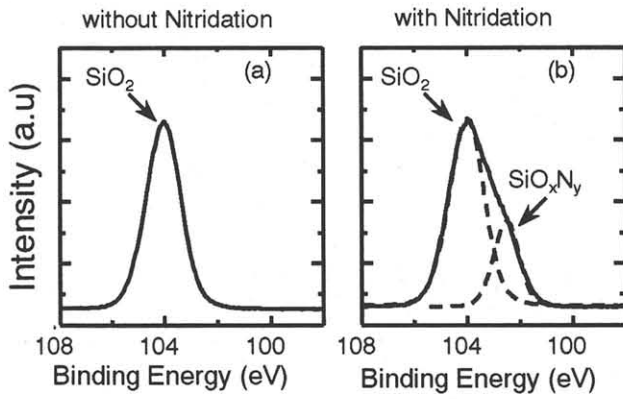 without Nitridation
with Nitridation
(a)
(b)
SiO₂
SiO₂
SiOₓNᵧ
Intensity (a.u)
108 104 100
108 104 100
Binding Energy (eV)
Binding Energy (eV)